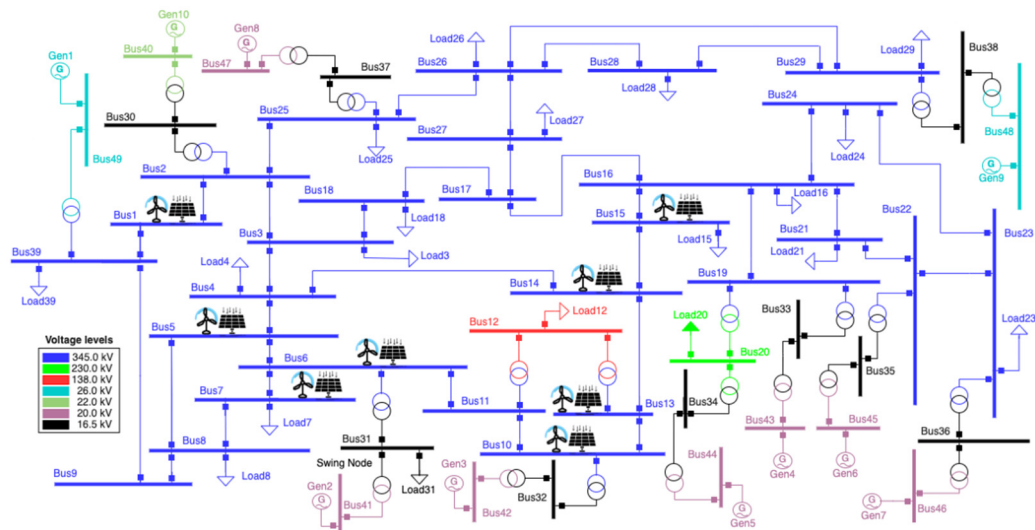 Gen10
Gen8
Gen1
G
G
G
Bus40
Bus47
Bus37
Bus30
Bus49
Bus25
Load25
Bus2
Bus1
Bus39
Load39
Load26
Bus26
Bus28
Load28
Bus29
Load29
Bus38
Bus24
Load24
Bus48
Gen9
G
Bus27
Load27
Bus18
Load18
Bus17
Bus16
Load16
Bus15
Load15
Bus21
Load21
Bus22
Bus23
Load23
Bus3
Load3
Load4
Bus4
Bus14
Bus19
Bus5
Bus12
Load12
Bus33
Load20
Bus20
Bus35
Bus6
Bus7
Load7
Bus11
Bus13
Bus34
Bus43
Bus45
Bus8
Load8
Bus9
Bus31
Swing Node
Load31
Bus10
Bus36
Gen2
G
Bus41
Gen3
G
Bus42
Bus32
Bus44
G
Gen5
G
Gen4
G
Gen6
Gen7
G
Bus46
Voltage levels
345.0 kV
230.0 kV
138.0 kV
26.0 kV
22.0 kV
20.0 kV
16.5 kV